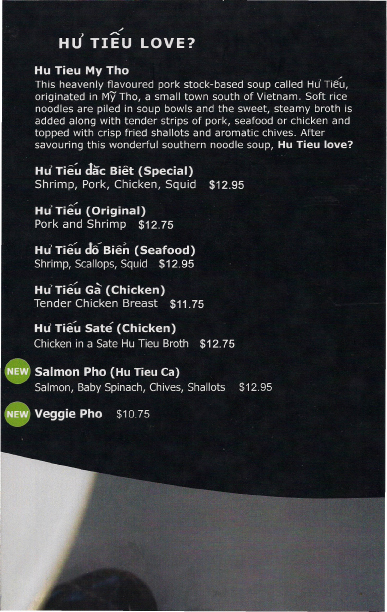 HƯ TIẾU LOVE?
Hu Tieu My Tho
This heavenly flavoured pork stock-based soup called Hư Tiếu,
originated in Mỹ Tho, a small town south of Vietnam. Soft rice
noodles are piled in soup bowls and the sweet, steamy broth is
added along with tender strips of pork, seafood or chicken and
topped with crisp fried shallots and aromatic chives. After
savouring this wonderful southern noodle soup, Hu Tieu love?
Hư Tiếu dăc Biêt (Special)
Shrimp, Pork, Chicken, Squid $12.95
Hư Tiếu (Original)
Pork and Shrimp $12.75
Hư Tiếu dồ Biển (Seafood)
Shrimp, Scallops, Squid $12.95
Hư Tiếu Gà (Chicken)
Tender Chicken Breast $11.75
Hư Tiếu Saté (Chicken)
Chicken in a Sate Hu Tieu Broth $12.75
NEW Salmon Pho (Hu Tieu Ca)
Salmon, Baby Spinach, Chives, Shallots $12.95
NEW Veggie Pho $10.75